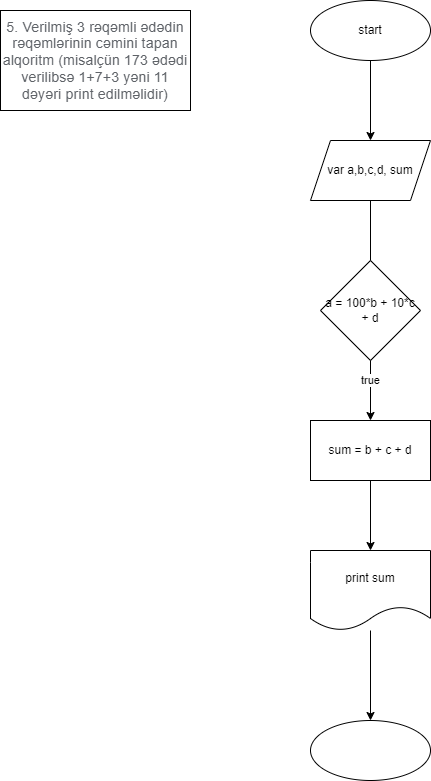 5. Verilmiş 3 rəqəmli ədədin
rəqəmlərinin cəmini tapan
alqoritm (misalçün 173 ədədi
verilibsə 1+7+3 yəni 11
dəyəri print edilməlidir)
start
var a,b,c,d, sum
a = 100*b + 10*c
+ d
true
sum = b + c + d
print sum